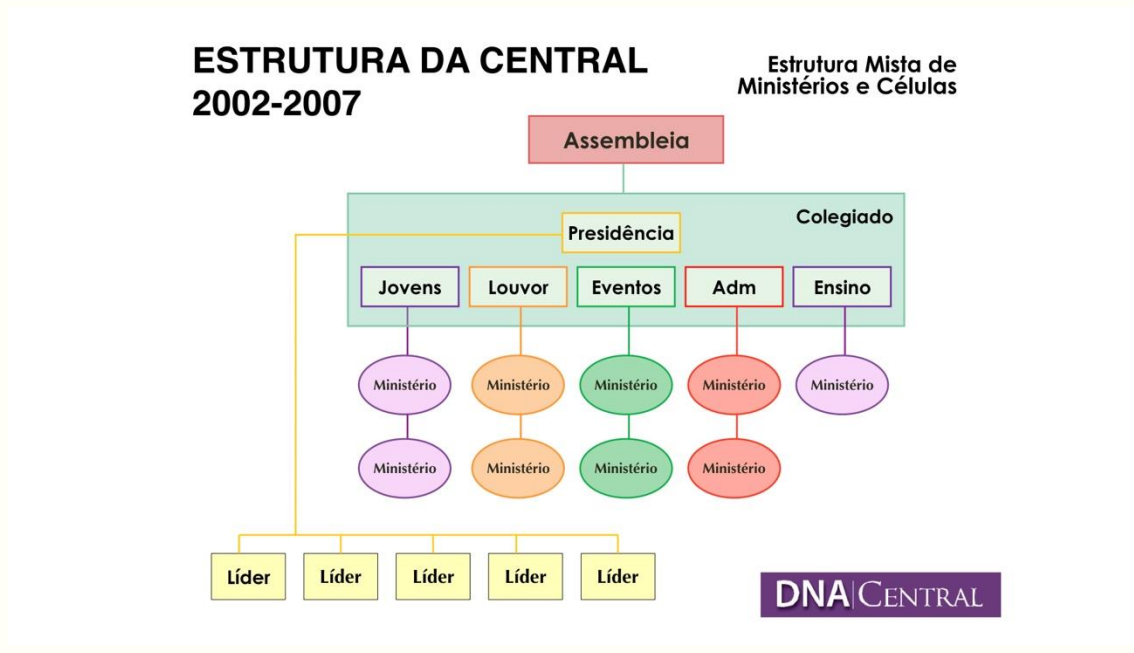 ESTRUTURA DA CENTRAL
2002-2007
Estrutura Mista de
Ministérios e Células
Assembleia
Colegiado
Presidência
Jovens Louvor Eventos Adm Ensino
Ministério Ministério Ministério Ministério Ministério
Ministério Ministério Ministério Ministério
Líder Líder Líder Líder Líder
DNA|CENTRAL